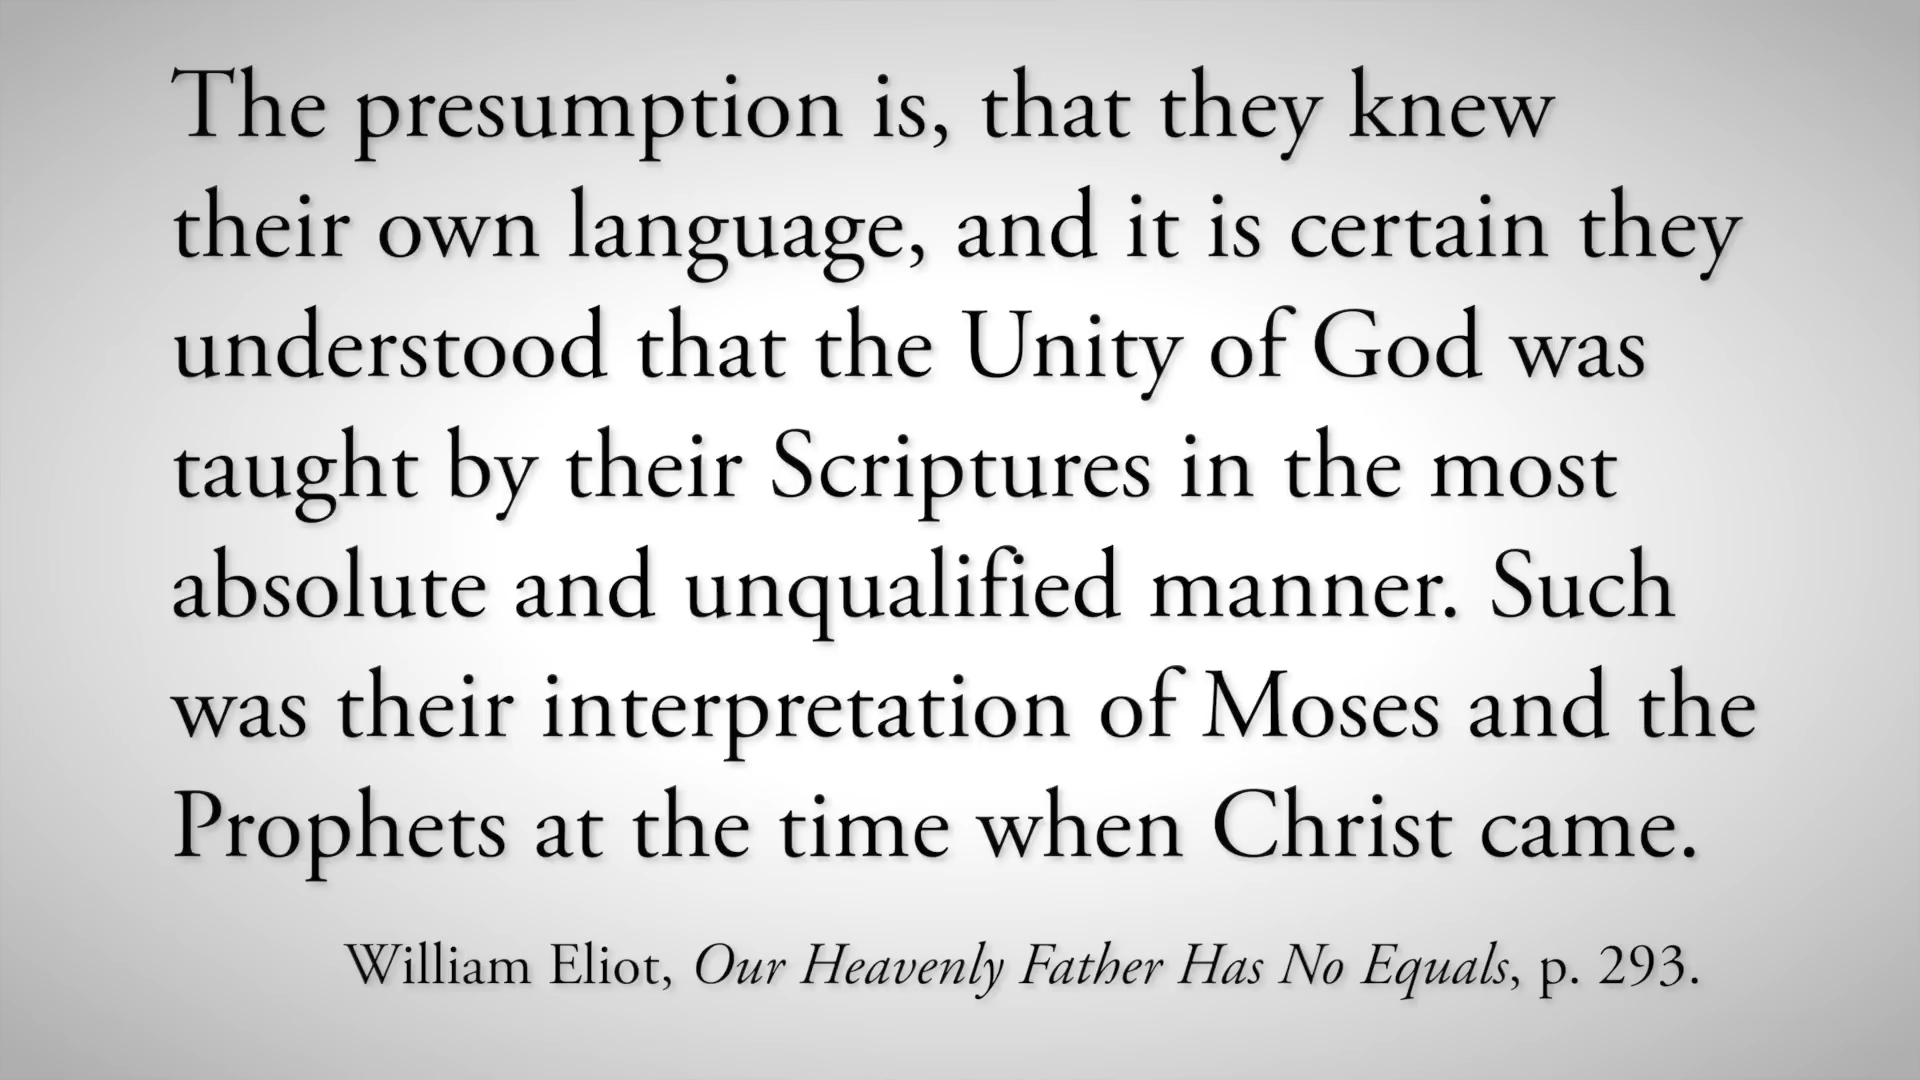 The presumption is, that they knew
their own language, and it is certain they
understood that the Unity of God was
taught by their Scriptures in the most
absolute and unqualified manner. Such
was their interpretation of Moses and the
Prophets at the time when Christ came.
William Eliot, Our Heavenly Father Has No Equals, p. 293.